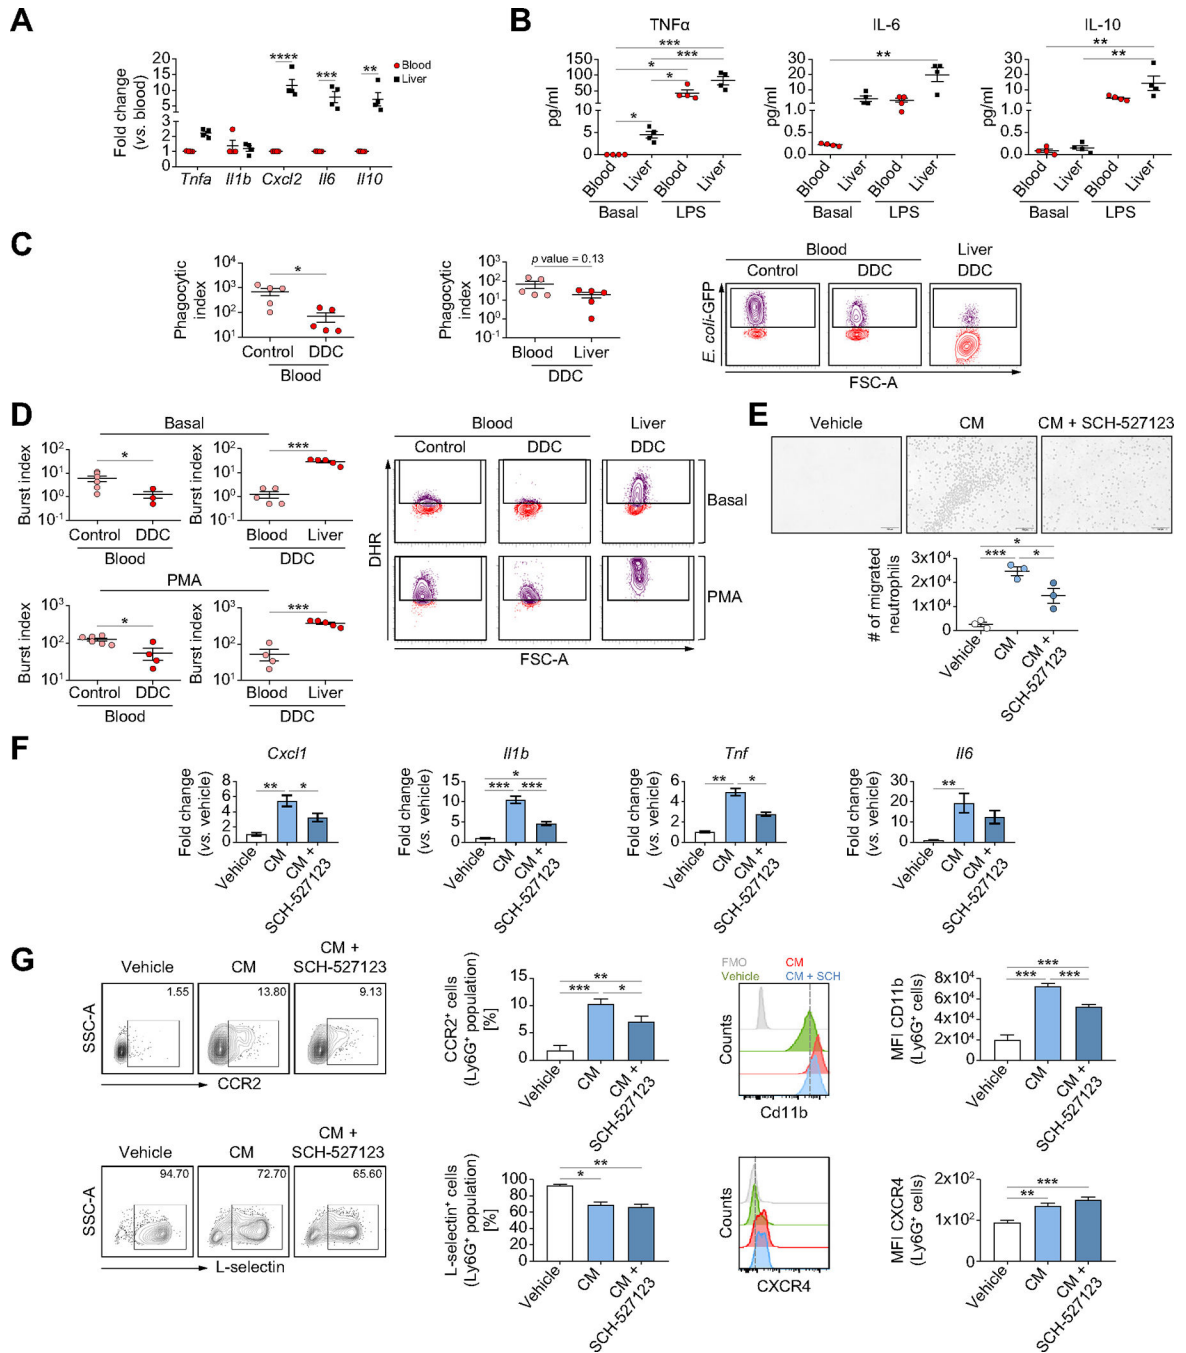 A
Fold change
(vs. blood)
20
15
10
5
3
2
1
0
****
***
**
Blood
Liver
Tnfa Il1b Cxcl2 Il6 Il10
B
TNFα
pg/ml
150
100
50
10
5
0
***
***
*
*
*
Blood Liver Blood Liver
Basal LPS
IL-6
pg/ml
30
20
10
1.0
0.5
0.0
**
Blood Liver Blood Liver
Basal LPS
IL-10
pg/ml
30
20
10
1.0
0.5
0.0
**
**
Blood Liver Blood Liver
Basal LPS
C
Phagocytic
index
10⁴
10³
10²
10¹
*
Control DDC
Blood
Phagocytic
index
10³
10²
10¹
10⁰
10⁻¹
p value = 0.13
Blood Liver
DDC
Blood Liver
Control DDC DDC
E. coli-GFP
FSC-A
D
Basal
Burst index
10²
10¹
10⁰
10⁻¹
*
Control DDC
Blood
Burst index
10²
10¹
10⁰
10⁻¹
***
Blood Liver
DDC
PMA
Burst index
10³
10²
10¹
*
Control DDC
Blood
Burst index
10³
10²
10¹
***
Blood Liver
DDC
Blood Liver
Control DDC DDC
Basal
PMA
DHR
FSC-A
E
Vehicle CM CM + SCH-527123
# of migrated
neutrophils
3x10⁴
2x10⁴
1x10⁴
0
*
*** *
Vehicle
CM
CM +
SCH-527123
F
Cxcl1
Fold change
(vs. vehicle)
8
6
4
2
0
** *
Vehicle
CM
CM +
SCH-527123
Il1b
Fold change
(vs. vehicle)
15
10
5
0
*
*** ***
Vehicle
CM
CM +
SCH-527123
Tnf
Fold change
(vs. vehicle)
6
4
2
0
** *
Vehicle
CM
CM +
SCH-527123
Il6
Fold change
(vs. vehicle)
30
20
10
0
**
Vehicle
CM
CM +
SCH-527123
G
Vehicle CM CM +
SCH-527123
1.55 13.80 9.13
SSC-A
CCR2
CCR2⁺ cells
(Ly6G⁺ population)
[%]
15
10
5
0
**
*** *
Vehicle
CM
CM +
SCH-527123
FMO CM
Vehicle CM + SCH
Counts
Cd11b
MFI CD11b
(Ly6G⁺ cells)
8x10⁴
6x10⁴
4x10⁴
2x10⁴
0
***
*** ***
Vehicle
CM
CM +
SCH-527123
Vehicle CM CM +
SCH-527123
94.70 72.70 65.60
SSC-A
L-selectin
L-selectin⁺ cells
(Ly6G⁺ population)
[%]
100
80
60
40
20
0
**
*
Vehicle
CM
CM +
SCH-527123
Counts
CXCR4
MFI CXCR4
(Ly6G⁺ cells)
2x10²
1x10²
0
***
**
Vehicle
CM
CM +
SCH-527123